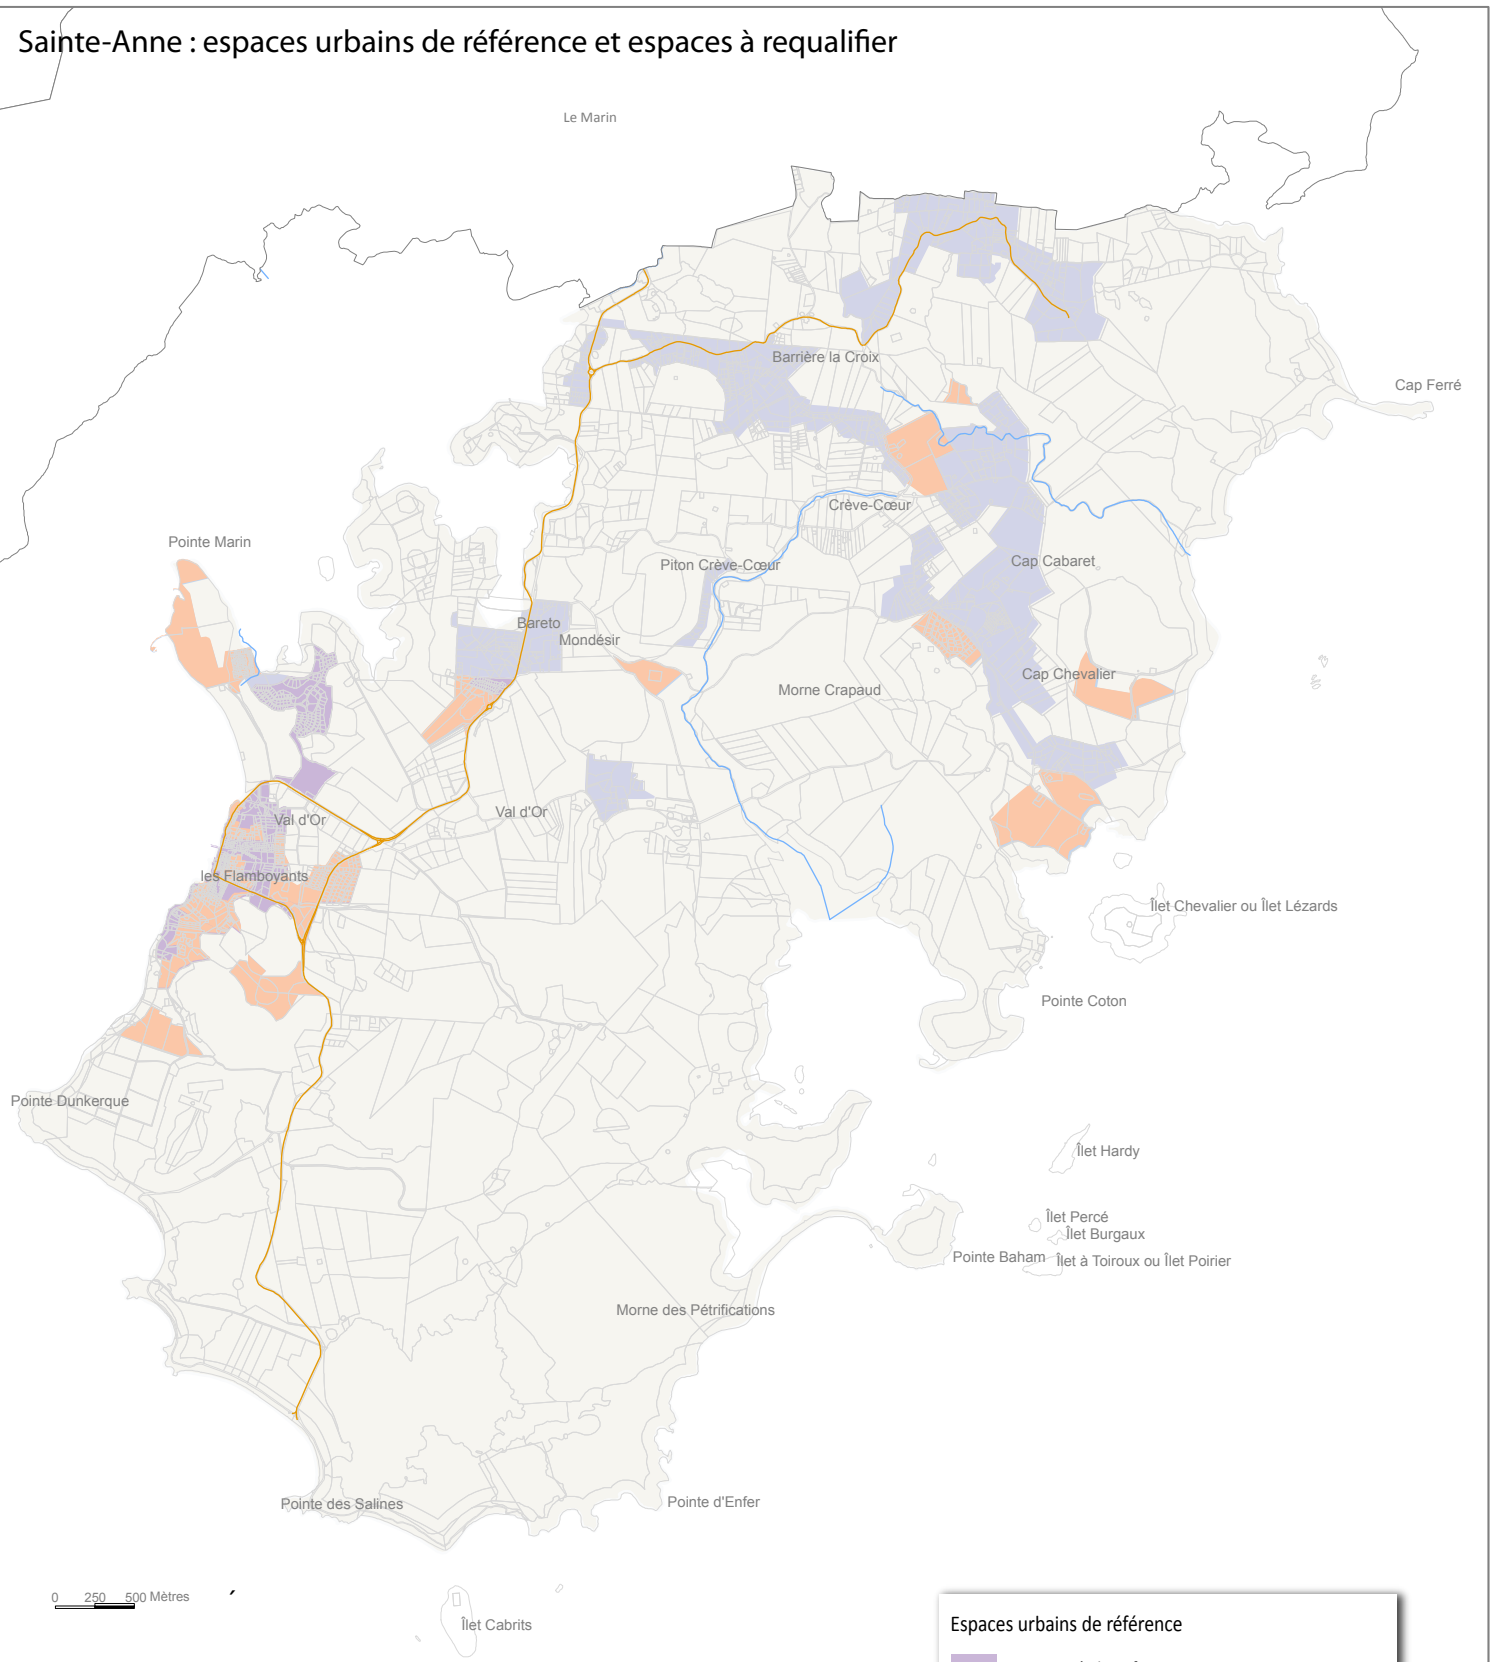 Sainte-Anne : espaces urbains de référence et espaces à requalifier
Le Marin
Barrière la Croix
Cap Ferré
Crève-Cœur
Pointe Marin
Piton Crève-Cœur
Cap Cabaret
Bareto
Mondésir
Cap Chevalier
Morne Crapaud
Val d'Or
Val d'Or
les Flamboyants
Îlet Chevalier ou Îlet Lézards
Pointe Coton
Pointe Dunkerque
Îlet Hardy
Îlet Percé
Îlet Burgaux
Pointe Baham
Îlet à Toiroux ou Îlet Poirier
Morne des Pétrifications
Pointe des Salines
Pointe d'Enfer
0 250 500 Mètres
Îlet Cabrits
Espaces urbains de référence